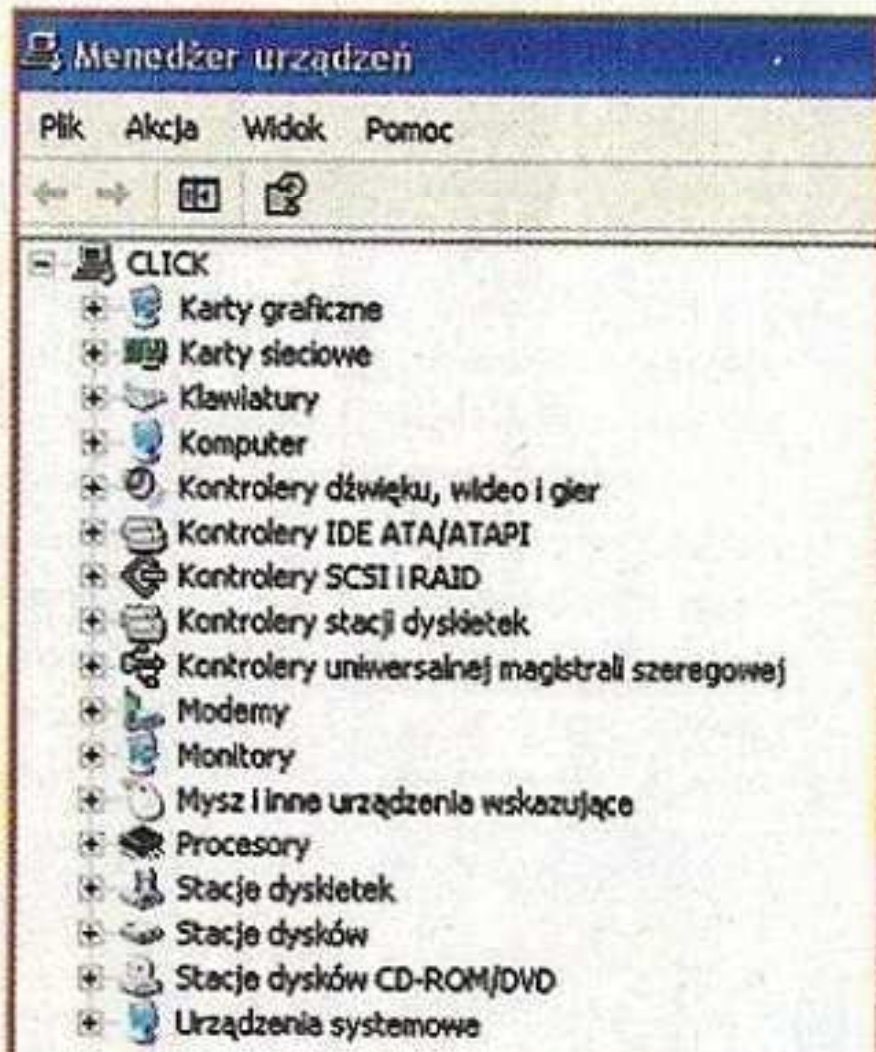 Menedżer urządzeń
Plik Akcja Widok Pomoc
CLICK
Karty graficzne
Karty sieciowe
Klawiatury
Komputer
Kontrolery dźwięku, wideo i gier
Kontrolery IDE ATA/ATAPI
Kontrolery SCSI i RAID
Kontrolery stacji dyskietek
Kontrolery uniwersalnej magistrali szeregowej
Modemy
Monitory
Mysz i inne urządzenia wskazujące
Procesory
Stacje dyskietek
Stacje dysków
Stacje dysków CD-ROM/DVD
Urządzenia systemowe